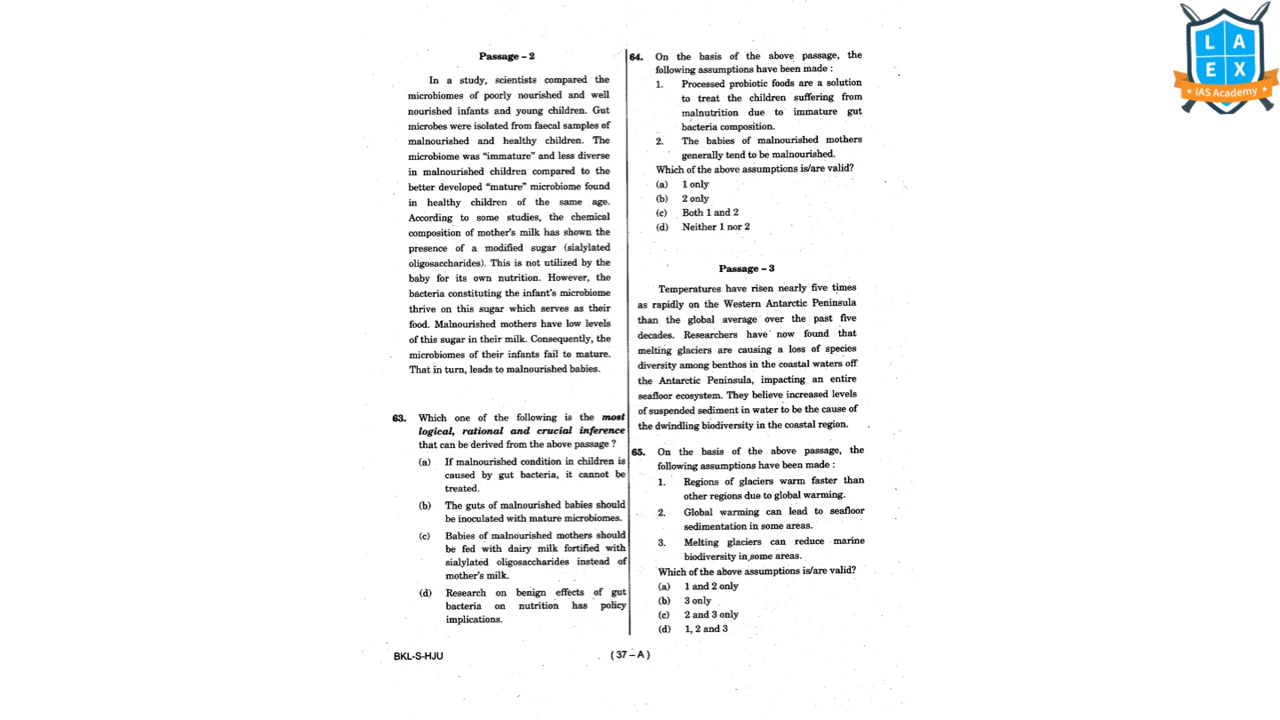 Passage – 2
In a study, scientists compared the
microbiomes of poorly nourished and well
nourished infants and young children. Gut
microbes were isolated from faecal samples of
malnourished and healthy children. The
microbiome was “immature” and less diverse
in malnourished children compared to the
better developed “mature” microbiome found
in healthy children of the same age.
According to some studies, the chemical
composition of mother's milk has shown the
presence of a modified sugar (sialylated
oligosaccharides). This is not utilized by the
baby for its own nutrition. However, the
bacteria constituting the infant's microbiome
thrive on this sugar which serves as their
food. Malnourished mothers have low levels
of this sugar in their milk. Consequently, the
microbiomes of their infants fail to mature.
That in turn, leads to malnourished babies.
63. Which one of the following is the most
logical, rational and crucial inference
that can be derived from the above passage ?
(a) If malnourished condition in children is
caused by gut bacteria, it cannot be
treated.
(b) The guts of malnourished babies should
be inoculated with mature microbiomes.
(c) Babies of malnourished mothers should
be fed with dairy milk fortified with
sialylated oligosaccharides instead of
mother's milk.
(d) Research on benign effects of gut
bacteria on nutrition has policy
implications.
64. On the basis of the above passage, the
following assumptions have been made :
1. Processed probiotic foods are a solution
to treat the children suffering from
malnutrition due to immature gut
bacteria composition.
2. The babies of malnourished mothers
generally tend to be malnourished.
Which of the above assumptions is/are valid?
(a) 1 only
(b) 2 only
(c) Both 1 and 2
(d) Neither 1 nor 2
Passage – 3
Temperatures have risen nearly five times
as rapidly on the Western Antarctic Peninsula
than the global average over the past five
decades. Researchers have now found that
melting glaciers are causing a loss of species
diversity among benthos in the coastal waters off
the Antarctic Peninsula, impacting an entire
seafloor ecosystem. They believe increased levels
of suspended sediment in water to be the cause of
the dwindling biodiversity in the coastal region.
65. On the basis of the above passage, the
following assumptions have been made :
1. Regions of glaciers warm faster than
other regions due to global warming.
2. Global warming can lead to seafloor
sedimentation in some areas.
3. Melting glaciers can reduce marine
biodiversity in some areas.
Which of the above assumptions is/are valid?
(a) 1 and 2 only
(b) 3 only
(c) 2 and 3 only
(d) 1, 2 and 3
BKL-S-HJU
( 37 – A )
L A
E X
IAS Academy